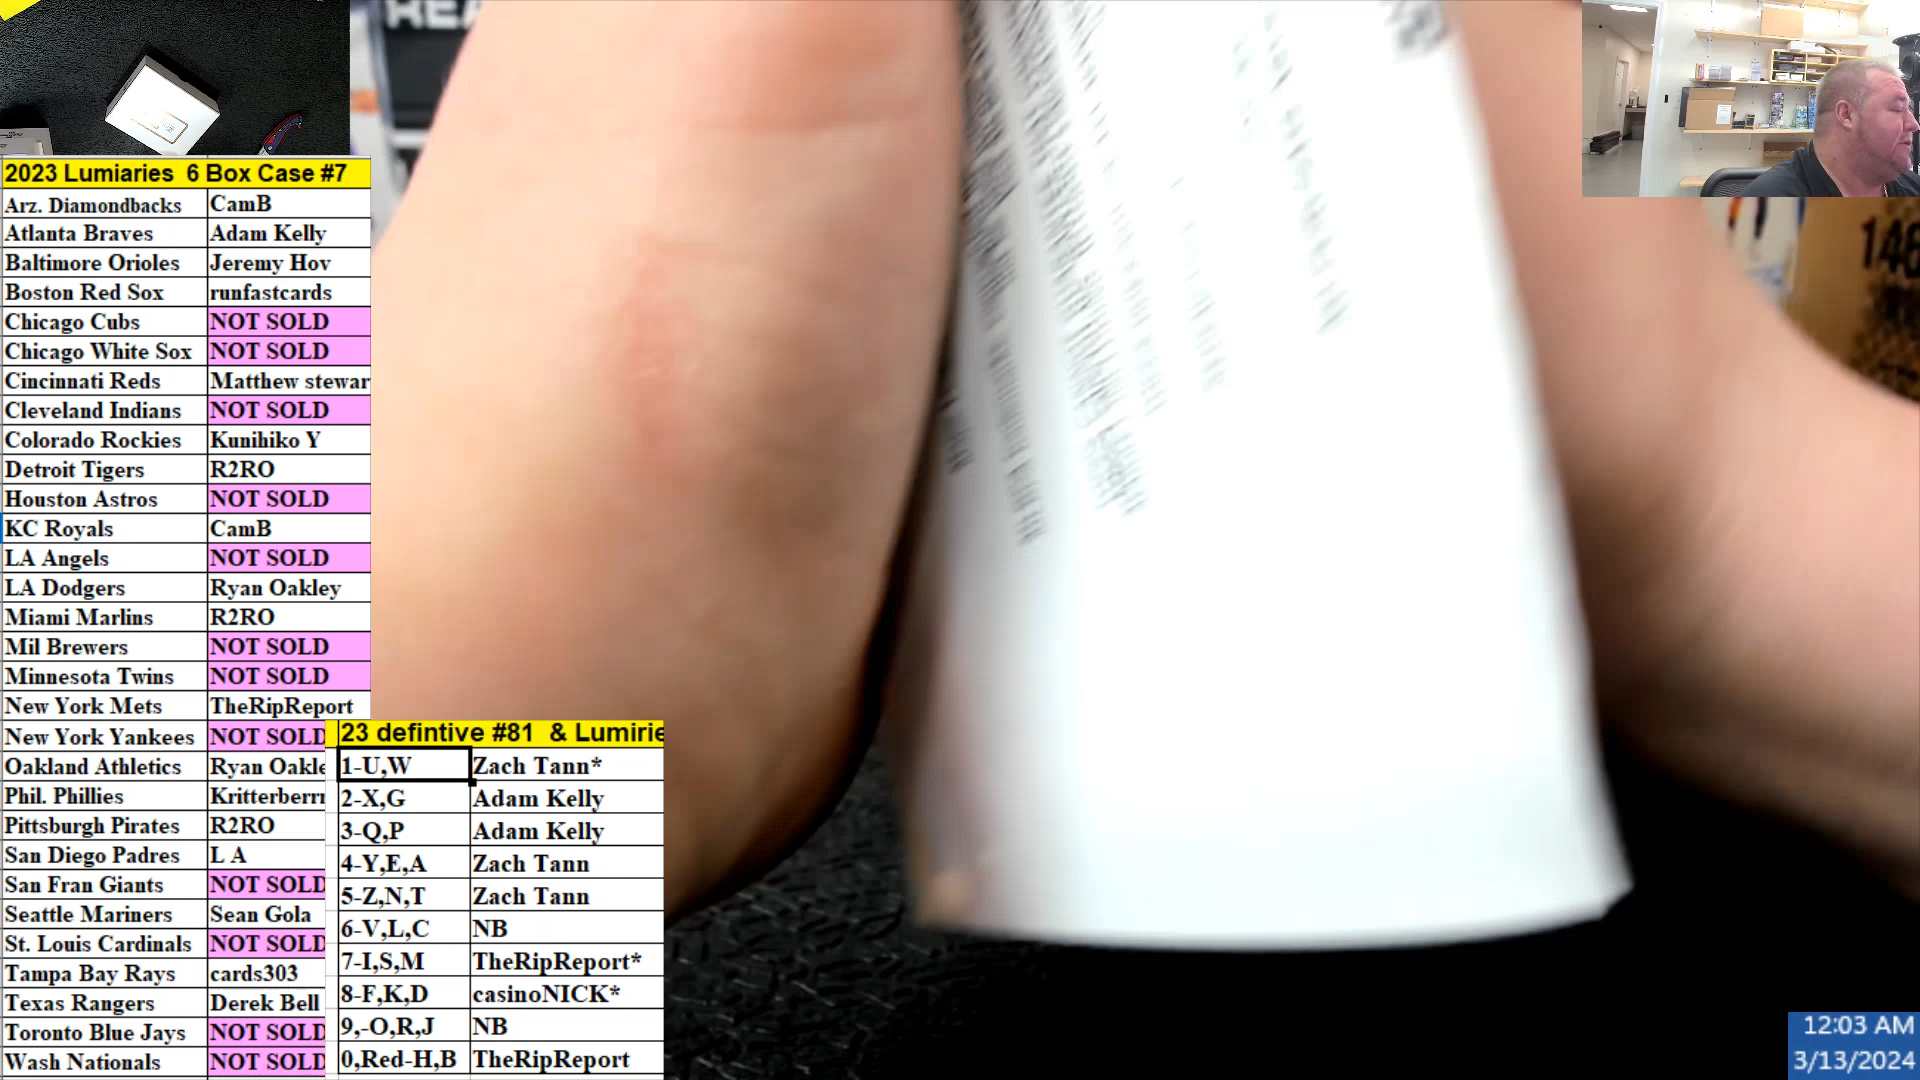 REA
146
2023 Lumiaries 6 Box Case #7
Arz. Diamondbacks CamB
Atlanta Braves Adam Kelly
Baltimore Orioles Jeremy Hov
Boston Red Sox runfastcards
Chicago Cubs NOT SOLD
Chicago White Sox NOT SOLD
Cincinnati Reds Matthew stewar
Cleveland Indians NOT SOLD
Colorado Rockies Kunihiko Y
Detroit Tigers R2RO
Houston Astros NOT SOLD
KC Royals CamB
LA Angels NOT SOLD
LA Dodgers Ryan Oakley
Miami Marlins R2RO
Mil Brewers NOT SOLD
Minnesota Twins NOT SOLD
New York Mets TheRipReport
New York Yankees NOT SOLD
Oakland Athletics Ryan Oakle
Phil. Phillies Kritterberr
Pittsburgh Pirates R2RO
San Diego Padres L A
San Fran Giants NOT SOLD
Seattle Mariners Sean Gola
St. Louis Cardinals NOT SOLD
Tampa Bay Rays cards303
Texas Rangers Derek Bell
Toronto Blue Jays NOT SOLD
Wash Nationals NOT SOLD
23 defintive #81 & Lumirie
1-U,W Zach Tann*
2-X,G Adam Kelly
3-Q,P Adam Kelly
4-Y,E,A Zach Tann
5-Z,N,T Zach Tann
6-V,L,C NB
7-I,S,M TheRipReport*
8-F,K,D casinoNICK*
9,-O,R,J NB
0,Red-H,B TheRipReport
12:03 AM
3/13/2024